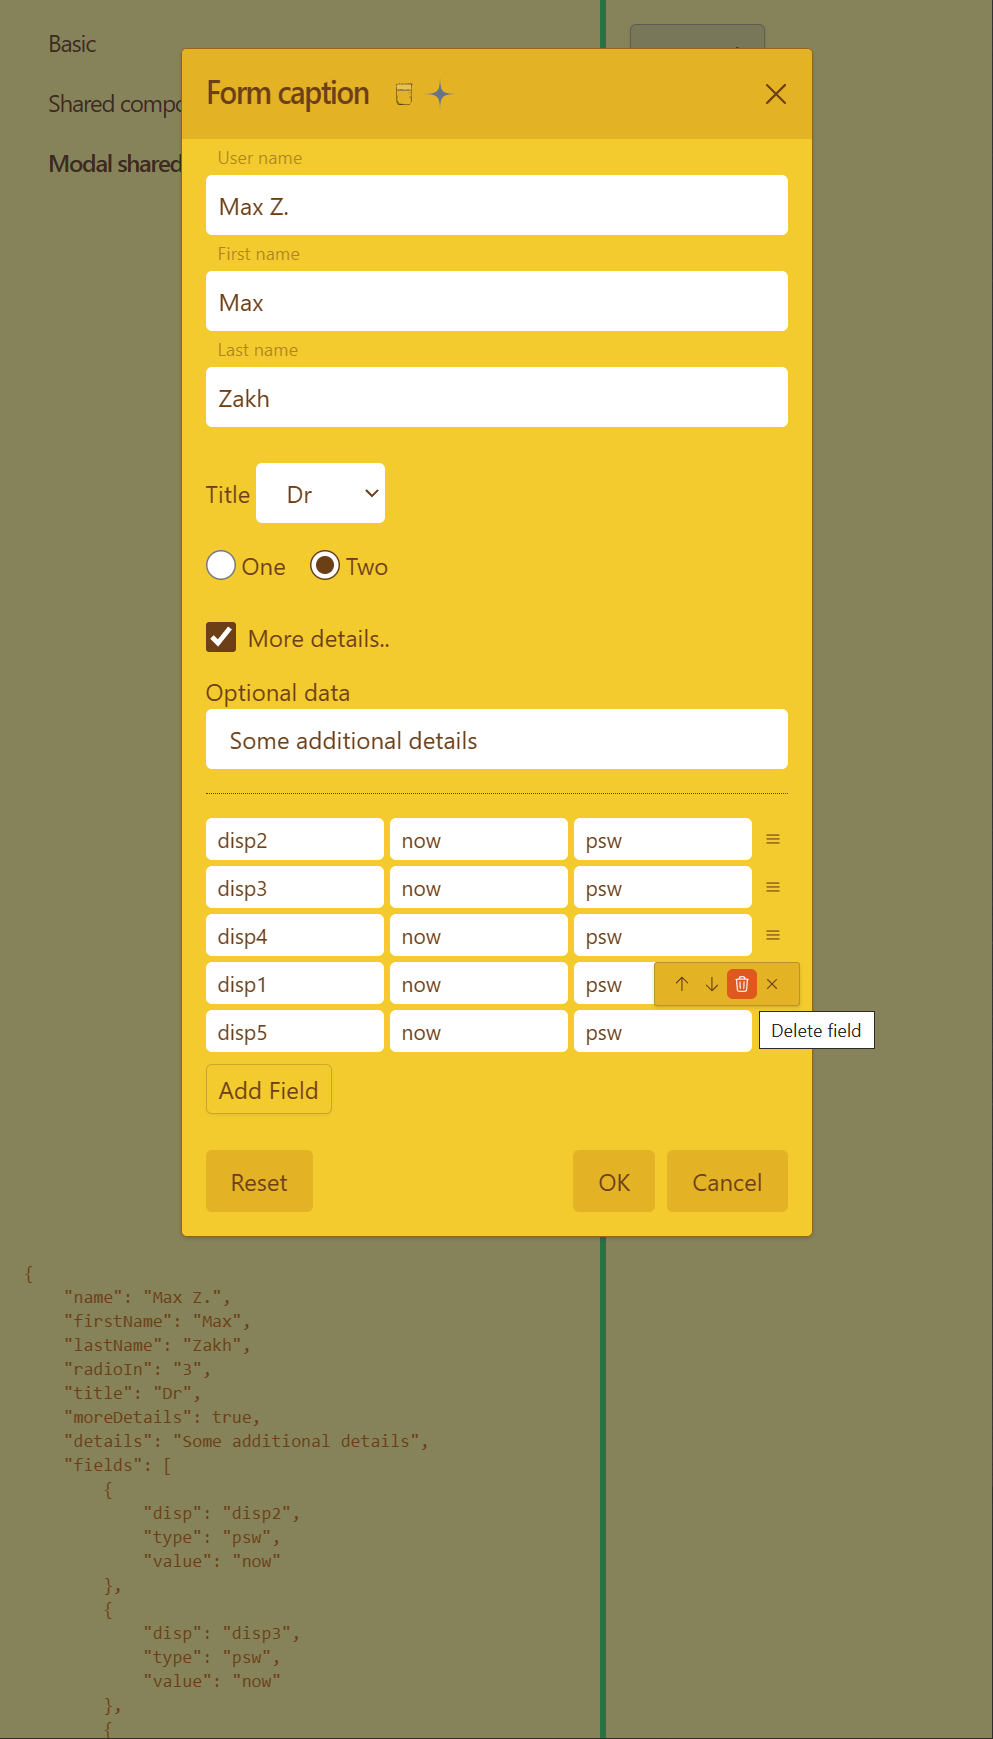 Basic
Shared compo
Modal shared
Form caption
User name
Max Z.
First name
Max
Last name
Zakh
Title Dr
One Two
More details..
Optional data
Some additional details
disp2 now psw
disp3 now psw
disp4 now psw
disp1 now psw
Delete field
disp5 now psw
Add Field
Reset OK Cancel
{
"name": "Max Z.",
"firstName": "Max",
"lastName": "Zakh",
"radioIn": "3",
"title": "Dr",
"moreDetails": true,
"details": "Some additional details",
"fields": [
{
"disp": "disp2",
"type": "psw",
"value": "now"
},
{
"disp": "disp3",
"type": "psw",
"value": "now"
},
{